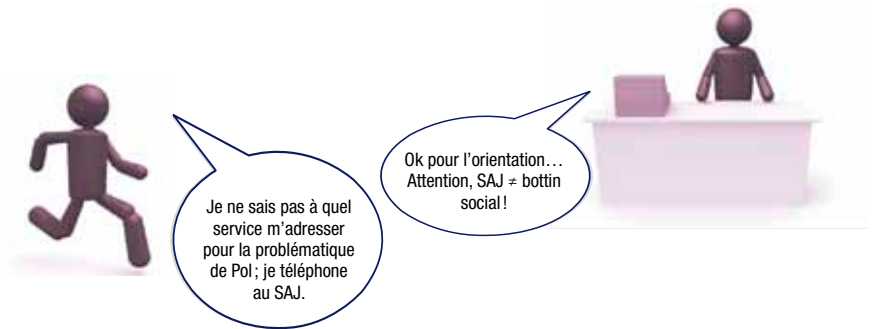 Je ne sais pas à quel
service m'adresser
pour la problématique
de Pol ; je téléphone
au SAJ.
Ok pour l'orientation…
Attention, SAJ ≠ bottin
social !